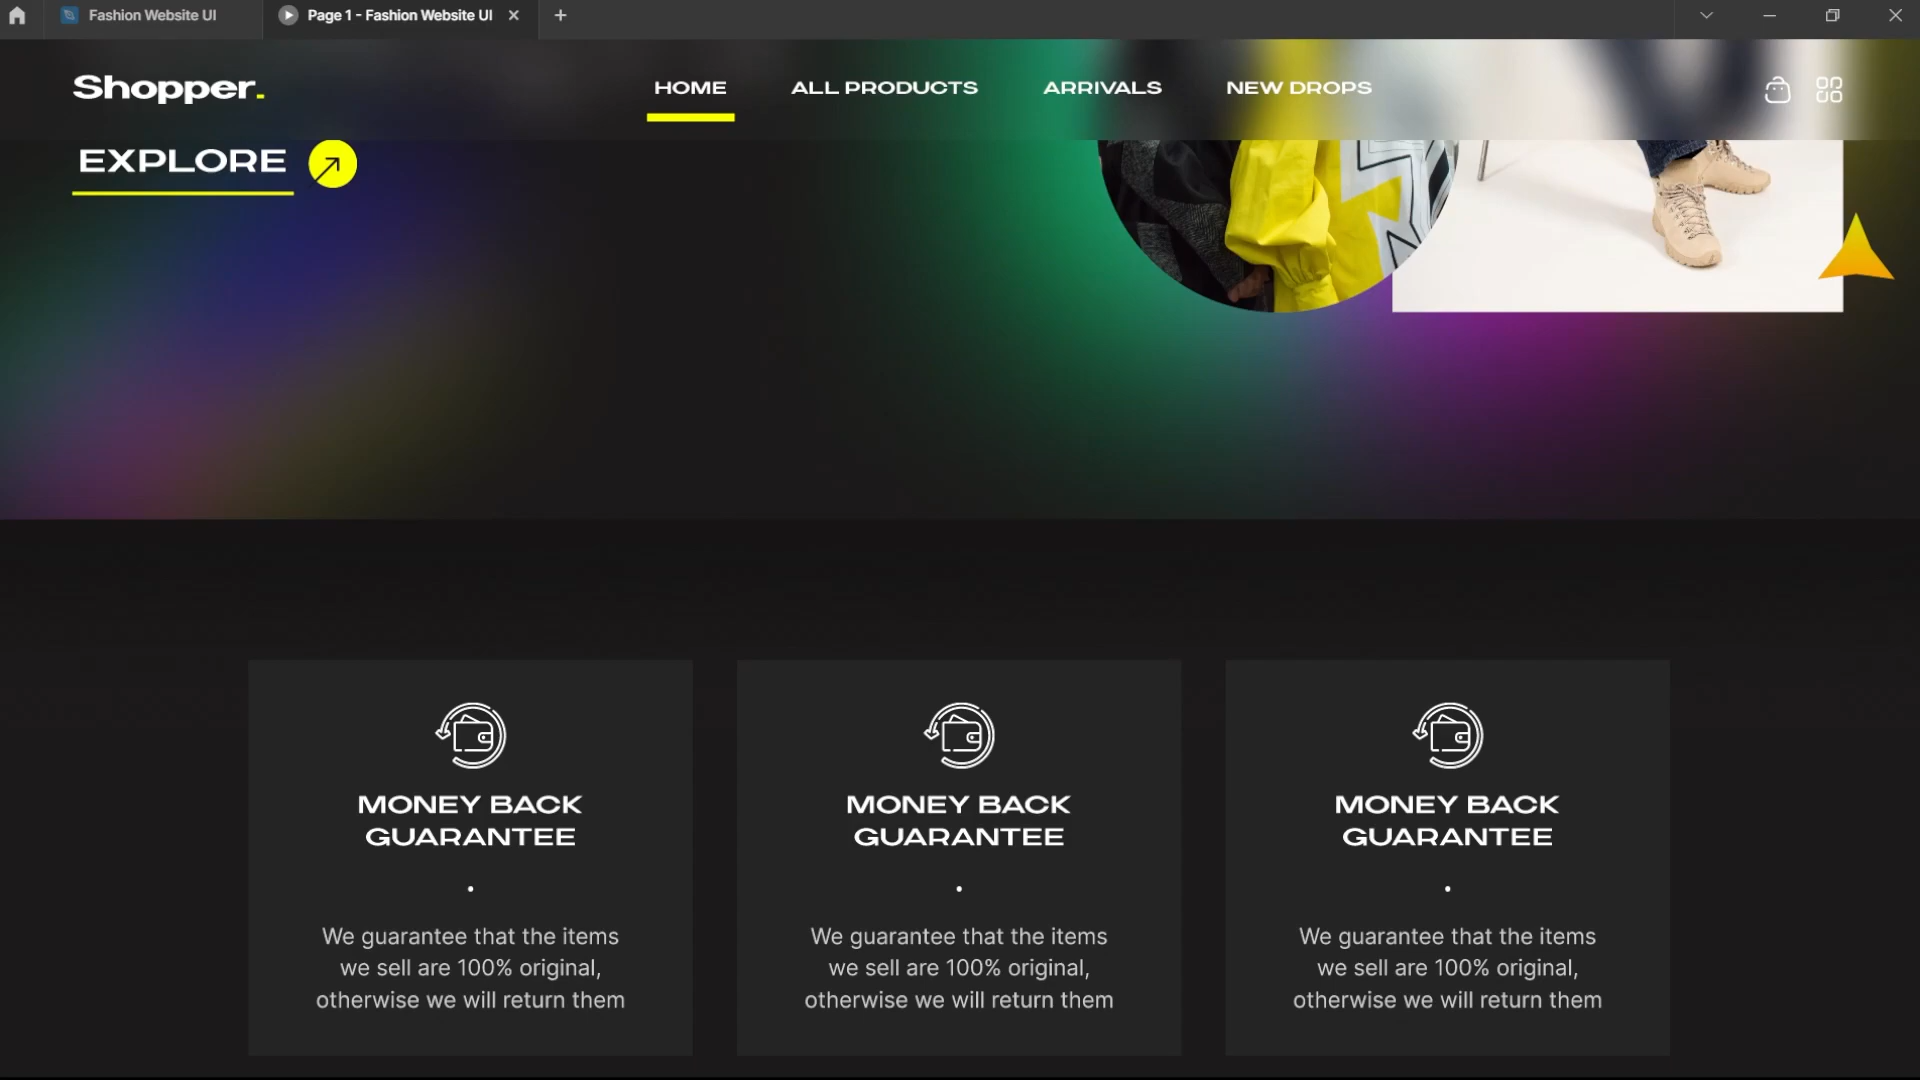 Fashion Website UI
Page 1 - Fashion Website UI
Shopper.
HOME
ALL PRODUCTS
ARRIVALS
NEW DROPS
EXPLORE
MONEY BACK
GUARANTEE
We guarantee that the items
we sell are 100% original,
otherwise we will return them
MONEY BACK
GUARANTEE
We guarantee that the items
we sell are 100% original,
otherwise we will return them
MONEY BACK
GUARANTEE
We guarantee that the items
we sell are 100% original,
otherwise we will return them